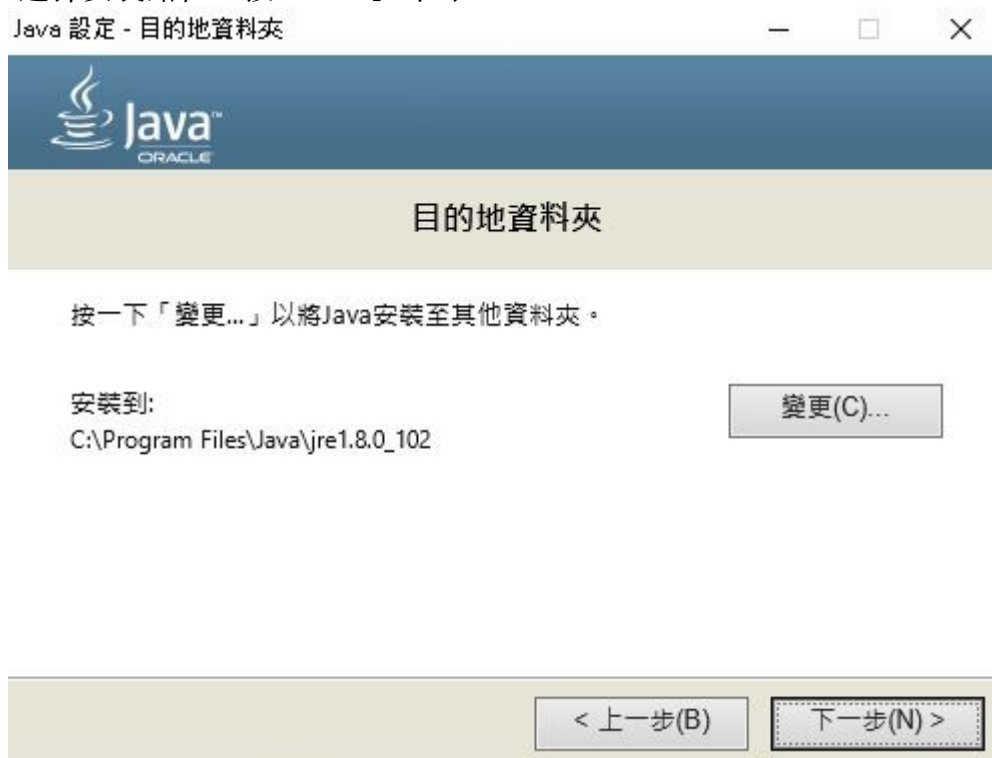 Java 設定 - 目的地資料夾
Java™
ORACLE
目的地資料夾
按一下「變更...」以將Java安裝至其他資料夾。
安裝到:
變更(C)...
C:\Program Files\Java\jre1.8.0_102
< 上一步(B)
下一步(N) >